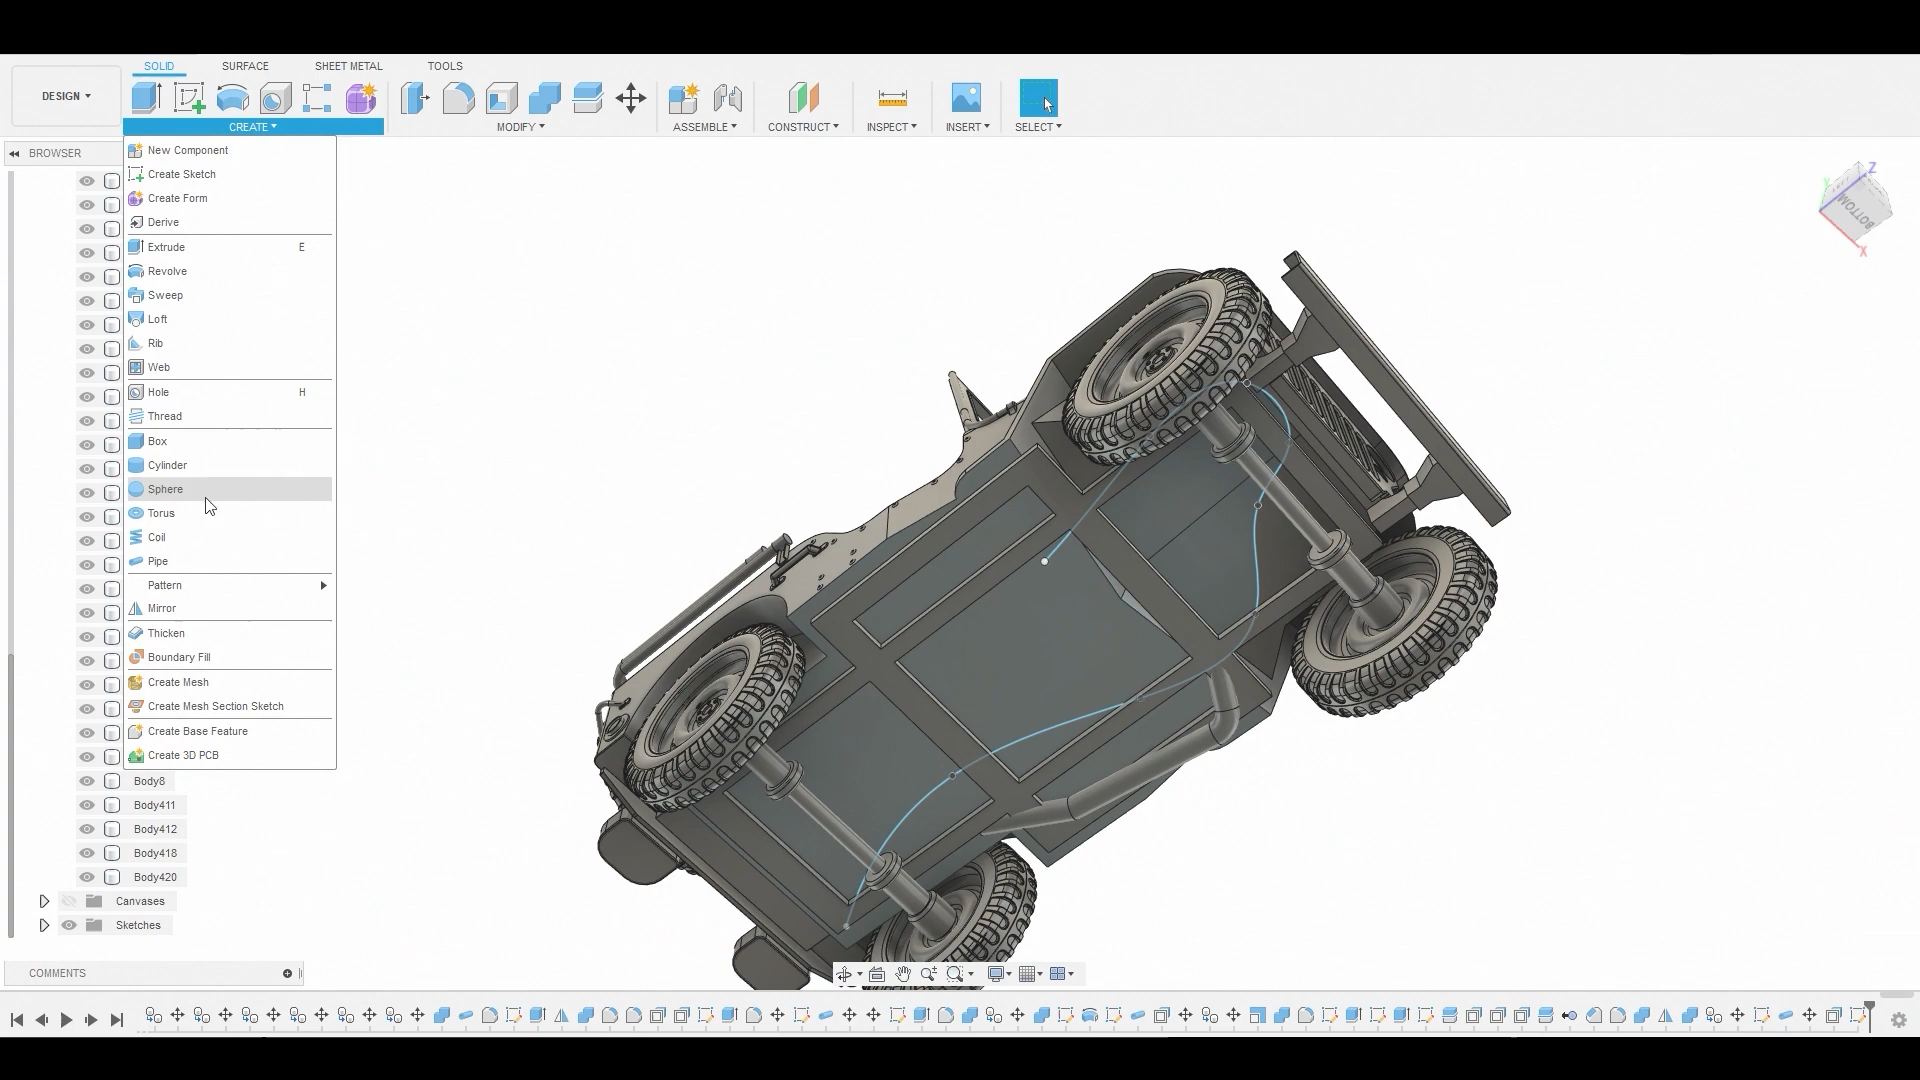 SOLID
SURFACE
SHEET METAL
TOOLS
DESIGN
CREATE
MODIFY
ASSEMBLE
CONSTRUCT
INSPECT
INSERT
SELECT
BROWSER
New Component
Create Sketch
Create Form
Derive
Extrude E
Revolve
Sweep
Loft
Rib
Web
Hole H
Thread
Box
Cylinder
Sphere
Torus
Coil
Pipe
Pattern
Mirror
Thicken
Boundary Fill
Create Mesh
Create Mesh Section Sketch
Create Base Feature
Create 3D PCB
Body8
Body411
Body412
Body418
Body420
Canvases
Sketches
COMMENTS
Z
Y
BOTTOM
X